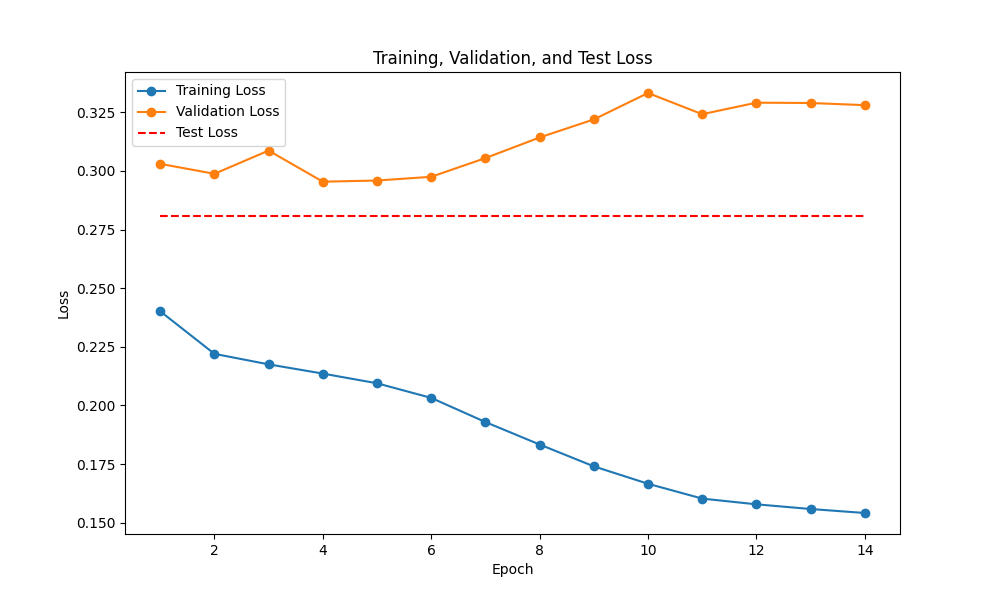 Training, Validation, and Test Loss
Training Loss
Validation Loss
Test Loss
0.325
0.300
0.275
0.250
0.225
0.200
0.175
0.150
Loss
2 4 6 8 10 12 14
Epoch